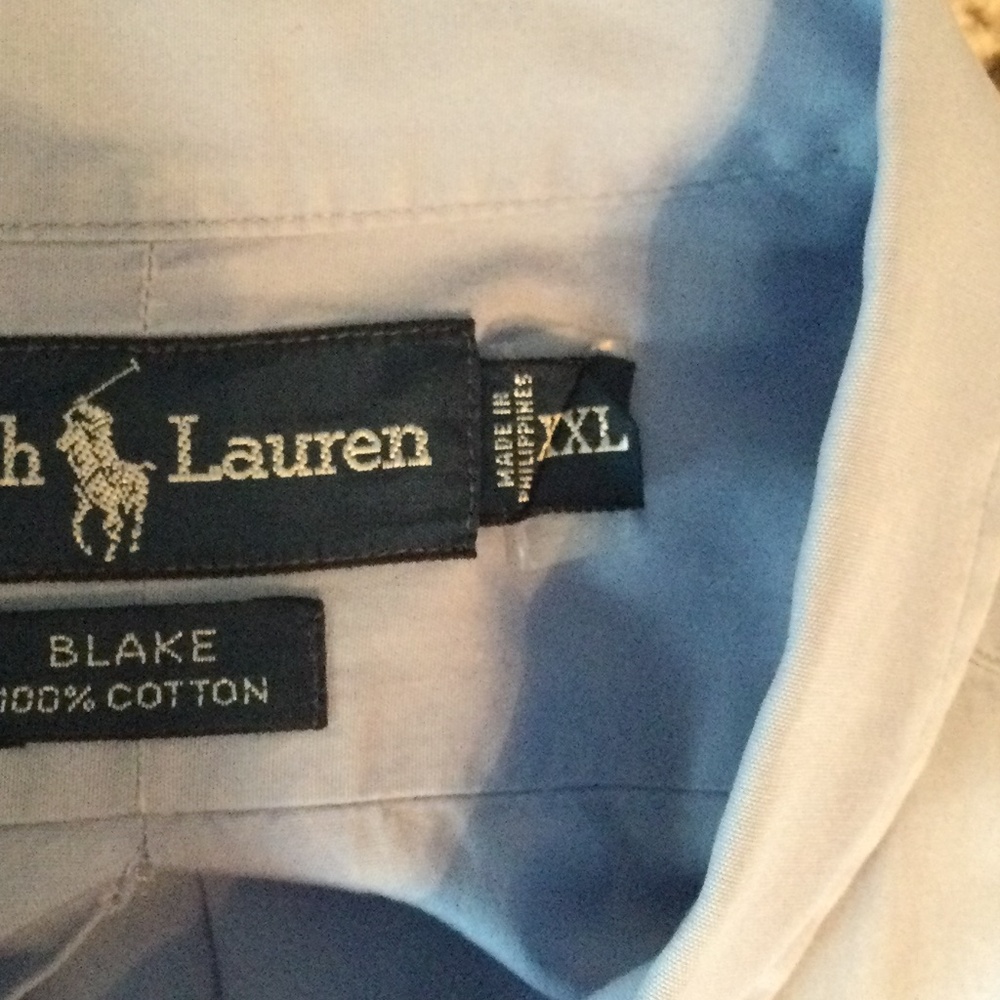 h Lauren
MADE IN
PHILIPPINES
XXL
BLAKE
100% COTTON